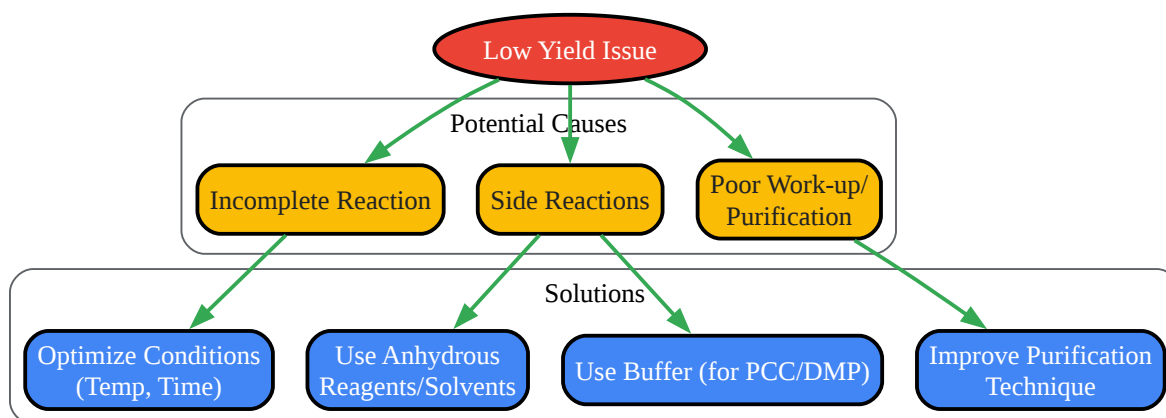 Low Yield Issue
Potential Causes
Incomplete Reaction
Side Reactions
Poor Work-up/
Purification
Solutions
Optimize Conditions
(Temp, Time)
Use Anhydrous
Reagents/Solvents
Use Buffer (for PCC/DMP)
Improve Purification
Technique